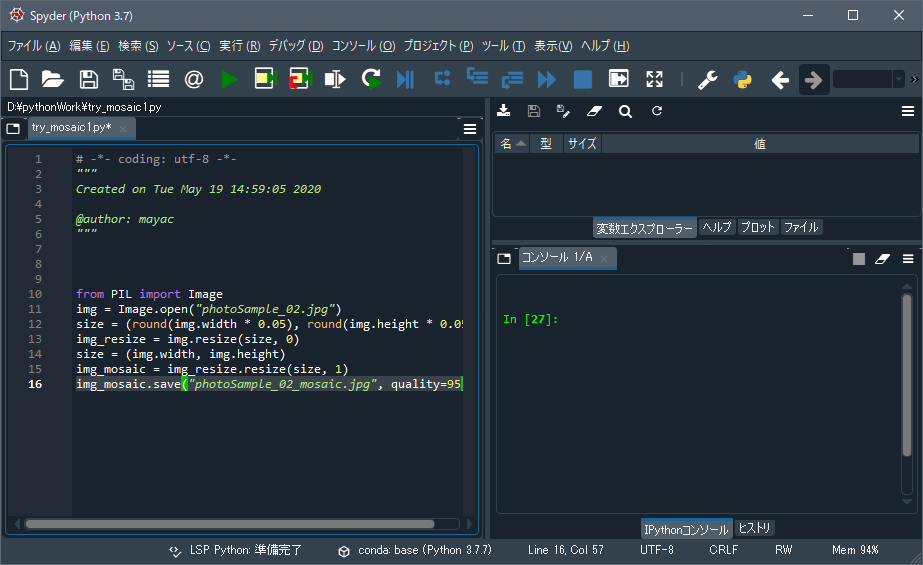 Spyder (Python 3.7)
ファイル (A) 編集 (E) 検索 (S) ソース (C) 実行 (R) デバッグ (D) コンソール (O) プロジェクト (P) ツール (T) 表示(V) ヘルプ (H)
D:¥pythonWork¥try_mosaic1.py
try_mosaic1.py*
1 # -*- coding: utf-8 -*-
2 """
3 Created on Tue May 19 14:59:05 2020
4
5 @author: mayac
6 """
7
8
9
10 from PIL import Image
11 img = Image.open("photoSample_02.jpg")
12 size = (round(img.width * 0.05), round(img.height * 0.05
13 img_resize = img.resize(size, 0)
14 size = (img.width, img.height)
15 img_mosaic = img_resize.resize(size, 1)
16 img_mosaic.save("photoSample_02_mosaic.jpg", quality=95
名 型 サイズ 値
変数エクスプローラー ヘルプ プロット ファイル
コンソール 1/A
In [27]:
IPythonコンソール ヒストリ
LSP Python: 準備完了 conda: base (Python 3.7.7) Line 16, Col 57 UTF-8 CRLF RW Mem 94%